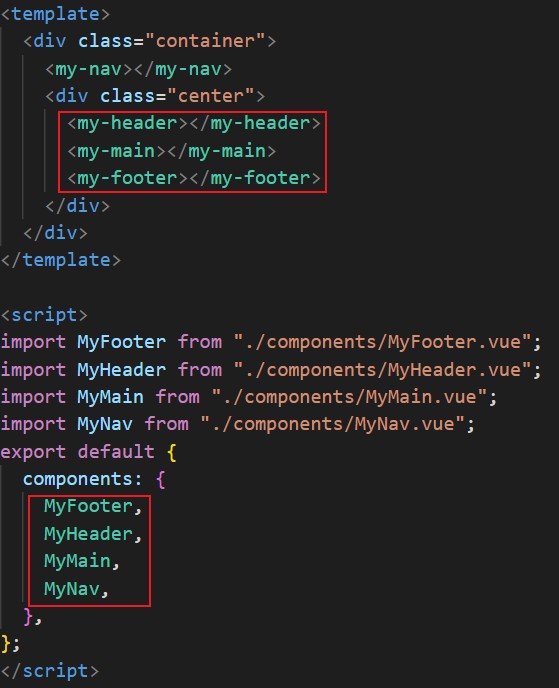 <template>
  <div class="container">
    <my-nav></my-nav>
    <div class="center">
      <my-header></my-header>
      <my-main></my-main>
      <my-footer></my-footer>
    </div>
  </div>
</template>

<script>
import MyFooter from "./components/MyFooter.vue";
import MyHeader from "./components/MyHeader.vue";
import MyMain from "./components/MyMain.vue";
import MyNav from "./components/MyNav.vue";
export default {
  components: {
    MyFooter,
    MyHeader,
    MyMain,
    MyNav,
  },
};
</script>